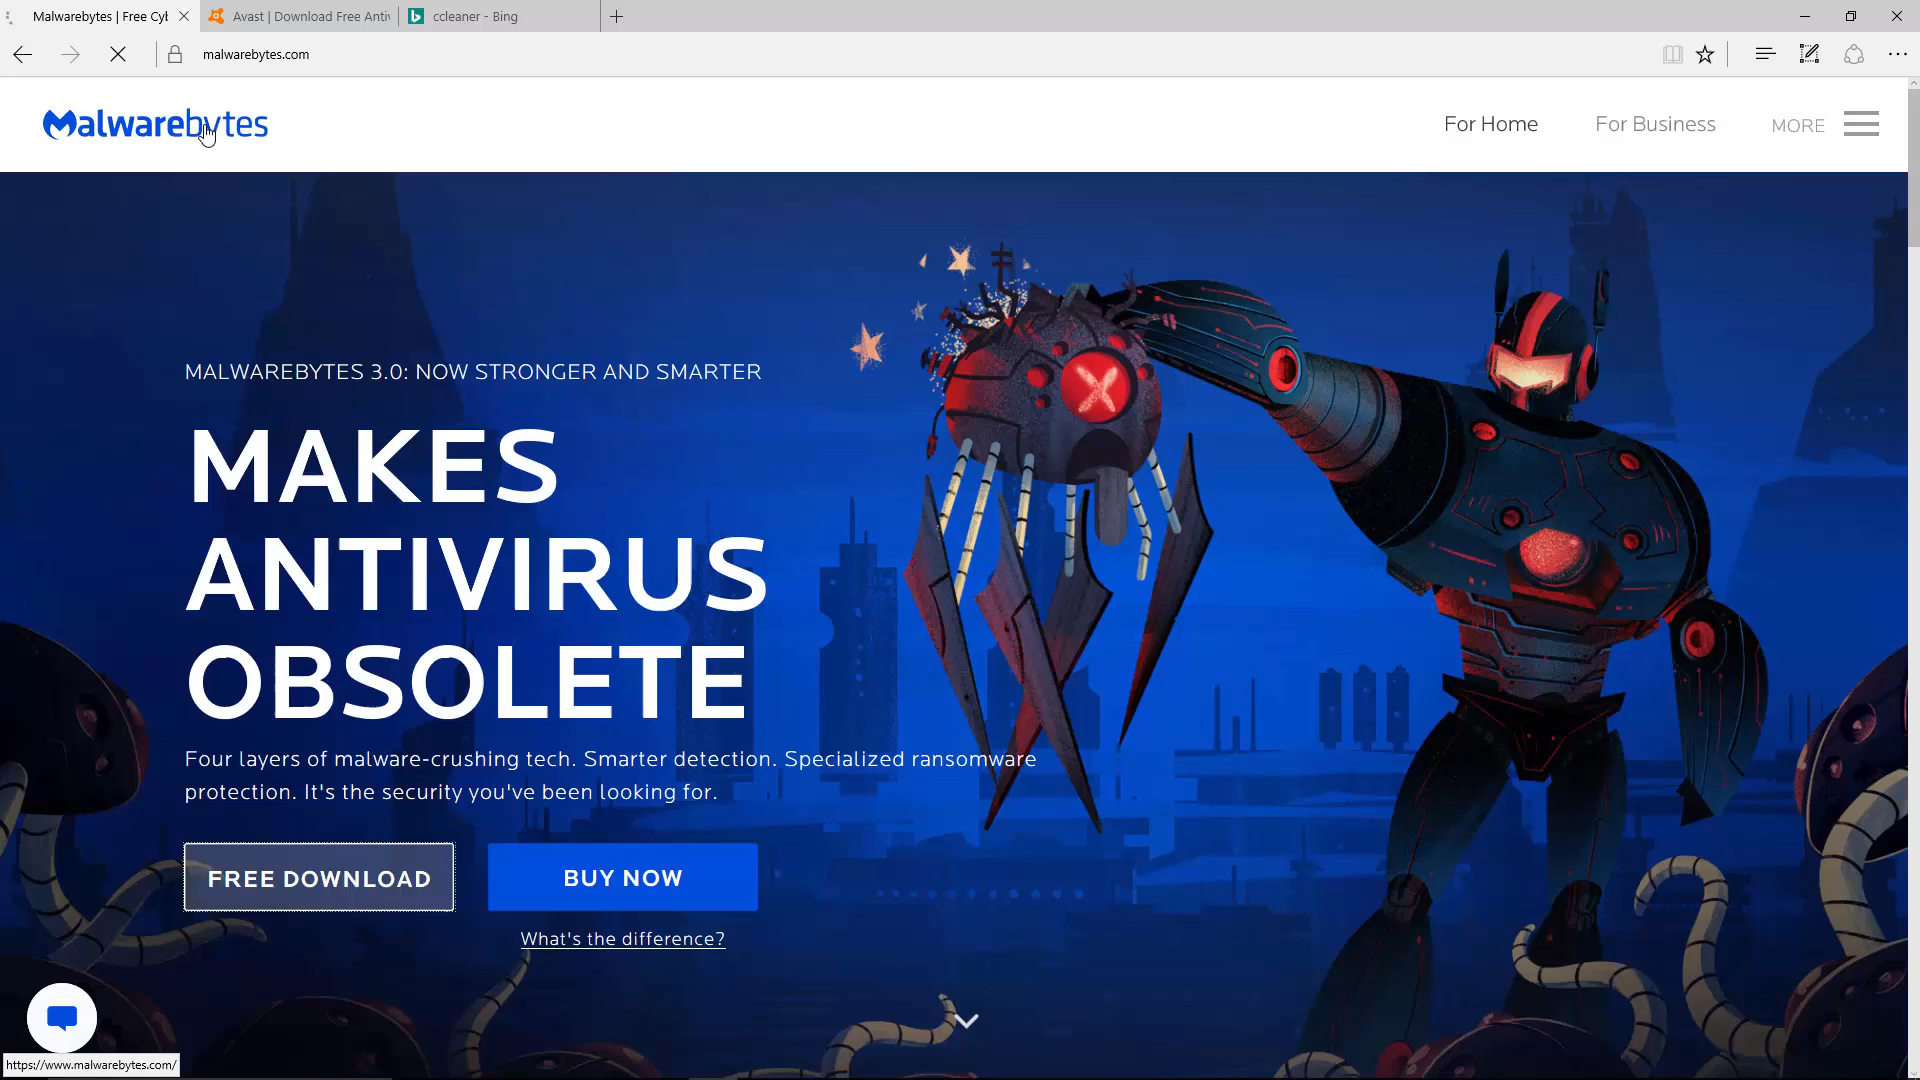 Malwarebytes | Free Cyb
Avast | Download Free Antiv
ccleaner - Bing
malwarebytes.com
Malwarebytes
For Home
For Business
MORE
MALWAREBYTES 3.0: NOW STRONGER AND SMARTER
MAKES
ANTIVIRUS
OBSOLETE
Four layers of malware-crushing tech. Smarter detection. Specialized ransomware
protection. It's the security you've been looking for.
FREE DOWNLOAD
BUY NOW
What's the difference?
https://www.malwarebytes.com/